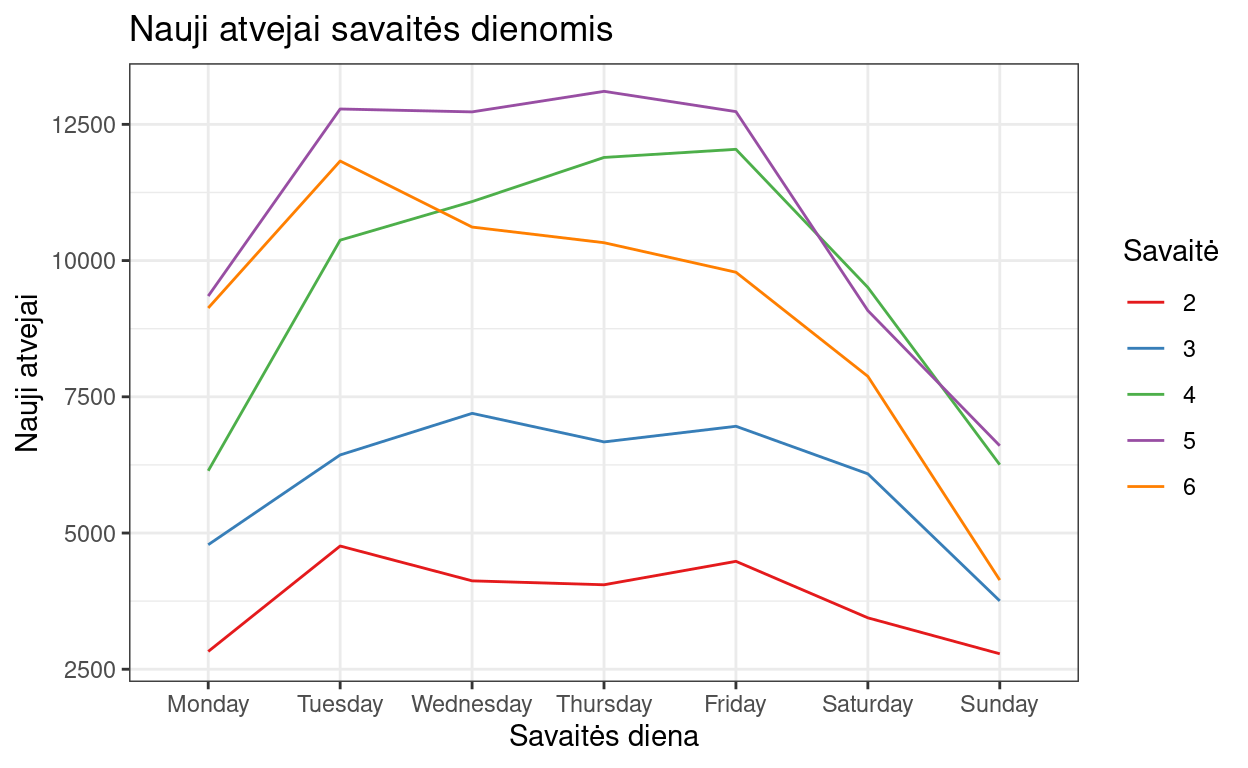 Nauji atvejai savaitės dienomis
Nauji atvejai
12500
10000
7500
5000
2500
Monday Tuesday Wednesday Thursday Friday Saturday Sunday
Savaitės diena
Savaitė
2
3
4
5
6